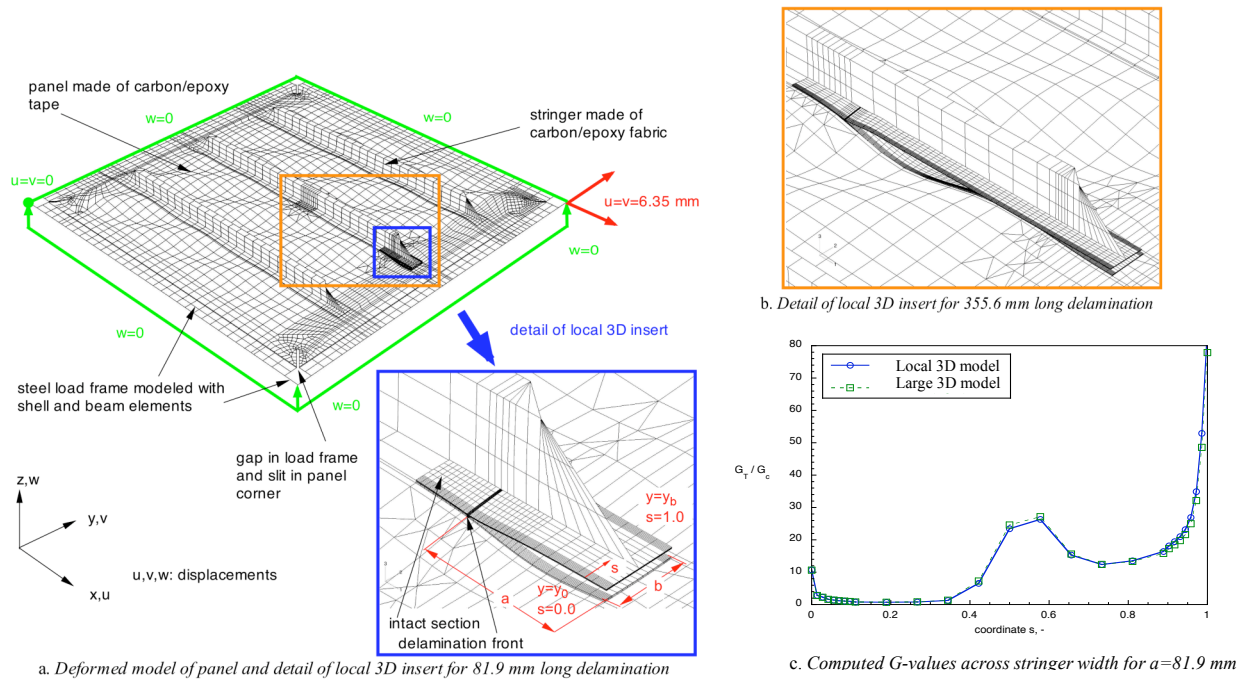 panel made of carbon/epoxy
tape
w=0
w=0
stringer made of
carbon/epoxy fabric
u=v=0
u=v=6.35 mm
w=0
w=0
detail of local 3D insert
steel load frame modeled with
shell and beam elements
w=0
gap in load frame
and slit in panel
corner
z,w
y,v
x,u
u,v,w: displacements
y=yb
s=1.0
s
a
y=y0
s=0.0
b
intact section
delamination front
a. Deformed model of panel and detail of local 3D insert for 81.9 mm long delamination
b. Detail of local 3D insert for 355.6 mm long delamination
80
70
60
50
40
30
20
10
0
GT / Gc
Local 3D model
Large 3D model
0 0.2 0.4 0.6 0.8 1
coordinate s, -
c. Computed G-values across stringer width for a=81.9 mm